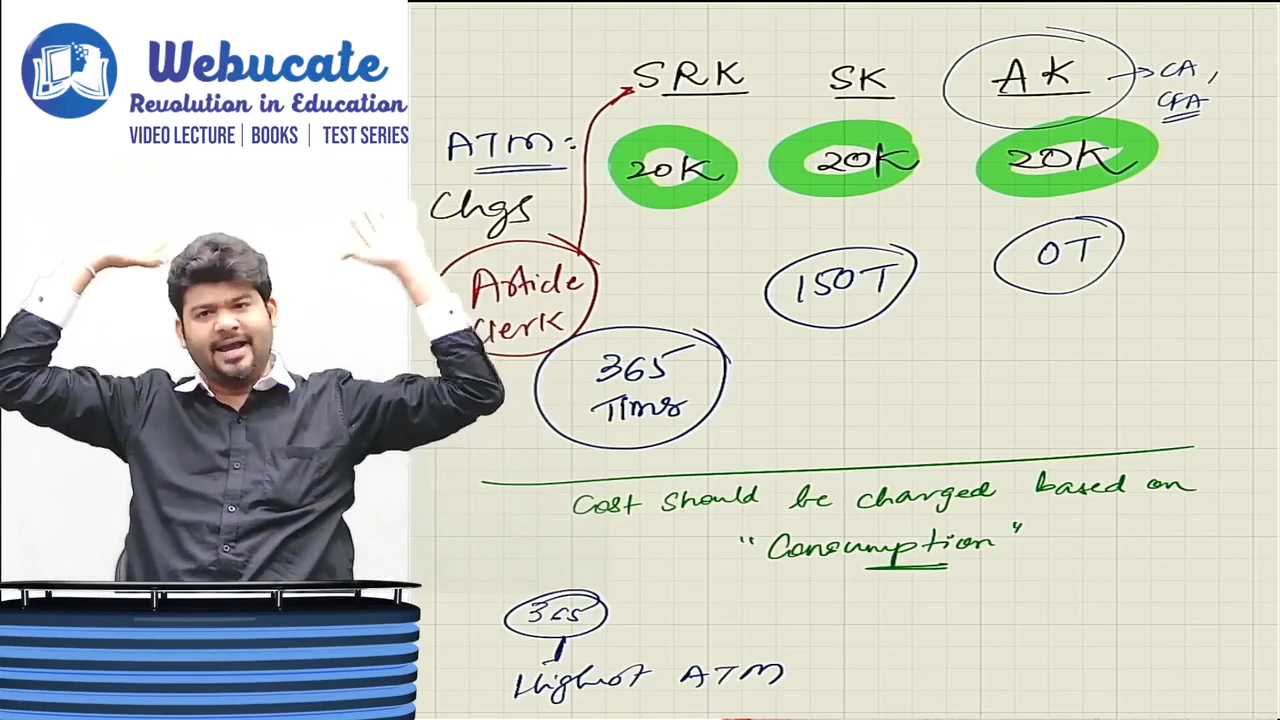 Webucate
Revolution in Education
VIDEO LECTURE | BOOKS | TEST SERIES
SRK SK AK → CA,
CFA
ATM:
Chgs
20K 20K 20K
Article
Clerk
150T 0T
365
Times
Cost should be charged based on
"Consumption"
365
Highest ATM